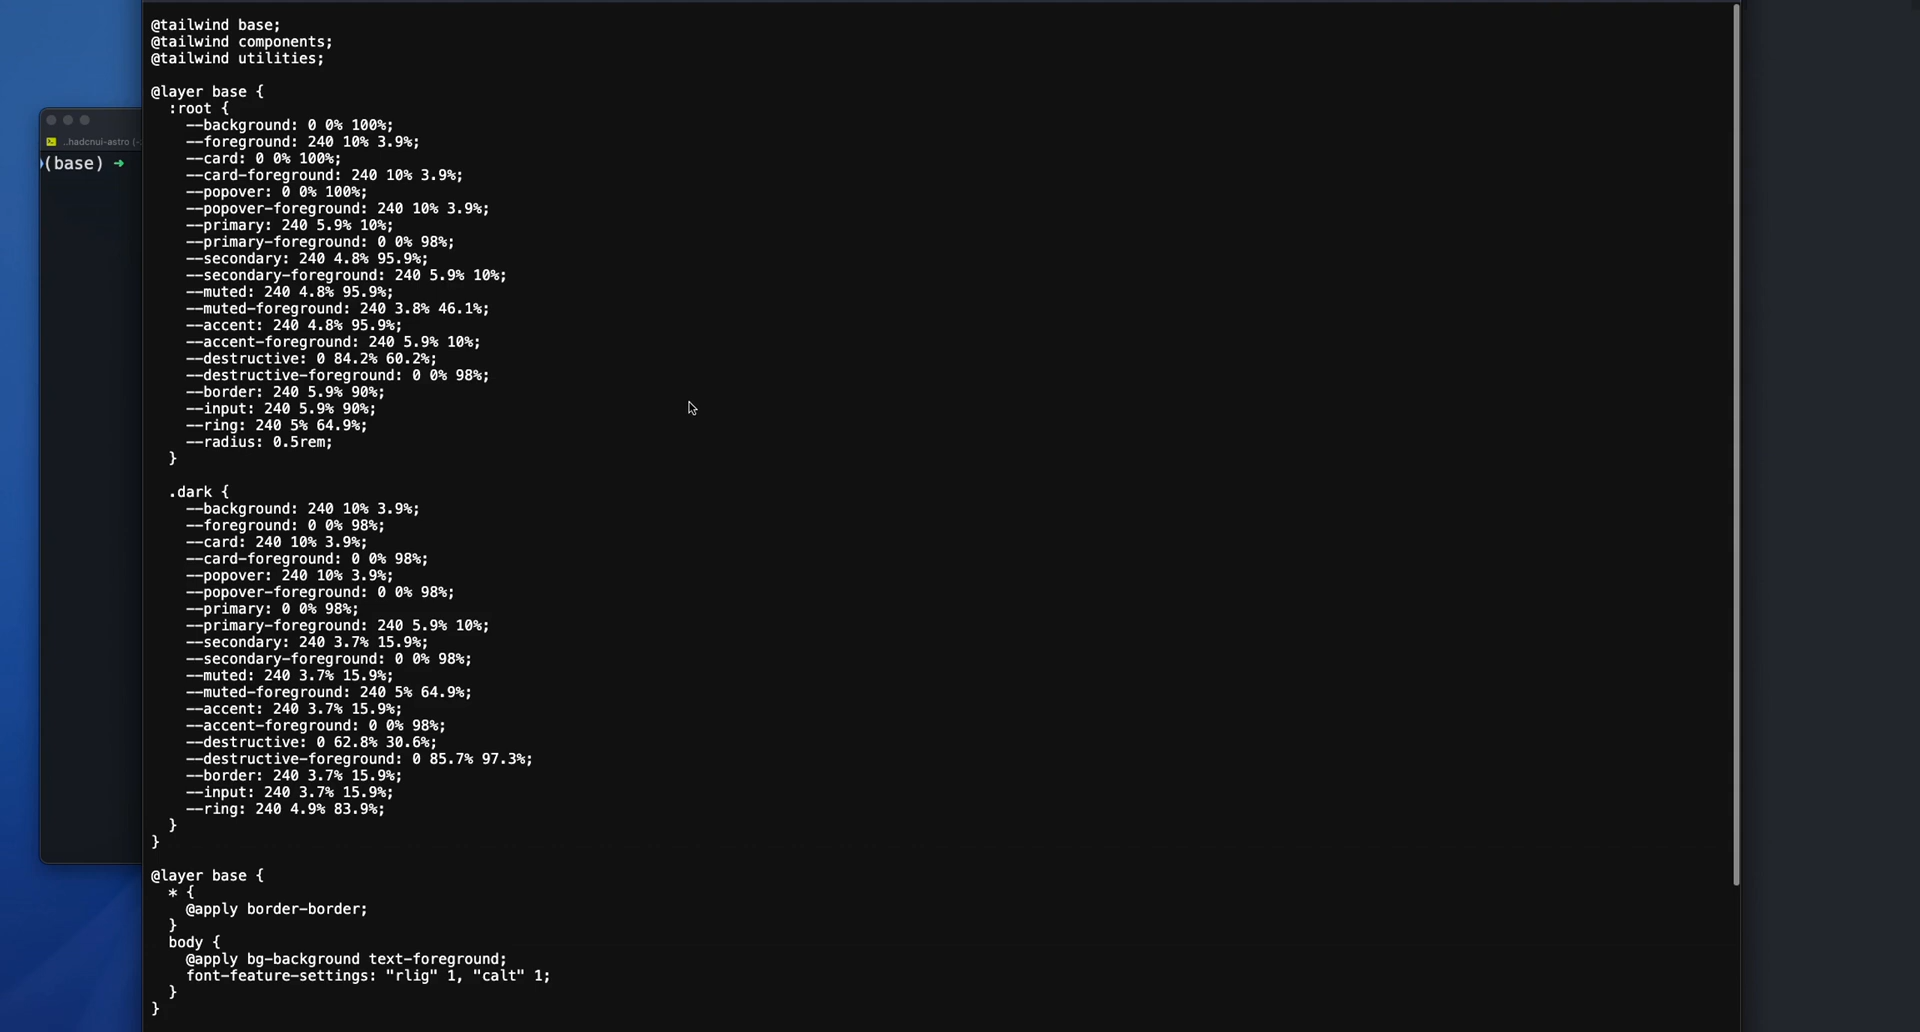 @tailwind base;
@tailwind components;
@tailwind utilities;
@layer base {
:root {
--background: 0 0% 100%;
--foreground: 240 10% 3.9%;
--card: 0 0% 100%;
--card-foreground: 240 10% 3.9%;
--popover: 0 0% 100%;
--popover-foreground: 240 10% 3.9%;
--primary: 240 5.9% 10%;
--primary-foreground: 0 0% 98%;
--secondary: 240 4.8% 95.9%;
--secondary-foreground: 240 5.9% 10%;
--muted: 240 4.8% 95.9%;
--muted-foreground: 240 3.8% 46.1%;
--accent: 240 4.8% 95.9%;
--accent-foreground: 240 5.9% 10%;
--destructive: 0 84.2% 60.2%;
--destructive-foreground: 0 0% 98%;
--border: 240 5.9% 90%;
--input: 240 5.9% 90%;
--ring: 240 5% 64.9%;
--radius: 0.5rem;
}
.dark {
--background: 240 10% 3.9%;
--foreground: 0 0% 98%;
--card: 240 10% 3.9%;
--card-foreground: 0 0% 98%;
--popover: 240 10% 3.9%;
--popover-foreground: 0 0% 98%;
--primary: 0 0% 98%;
--primary-foreground: 240 5.9% 10%;
--secondary: 240 3.7% 15.9%;
--secondary-foreground: 0 0% 98%;
--muted: 240 3.7% 15.9%;
--muted-foreground: 240 5% 64.9%;
--accent: 240 3.7% 15.9%;
--accent-foreground: 0 0% 98%;
--destructive: 0 62.8% 30.6%;
--destructive-foreground: 0 85.7% 97.3%;
--border: 240 3.7% 15.9%;
--input: 240 3.7% 15.9%;
--ring: 240 4.9% 83.9%;
}
}
@layer base {
* {
@apply border-border;
}
body {
@apply bg-background text-foreground;
font-feature-settings: "rlig" 1, "calt" 1;
}
}
..hadcnui-astro (-
(base) ➜